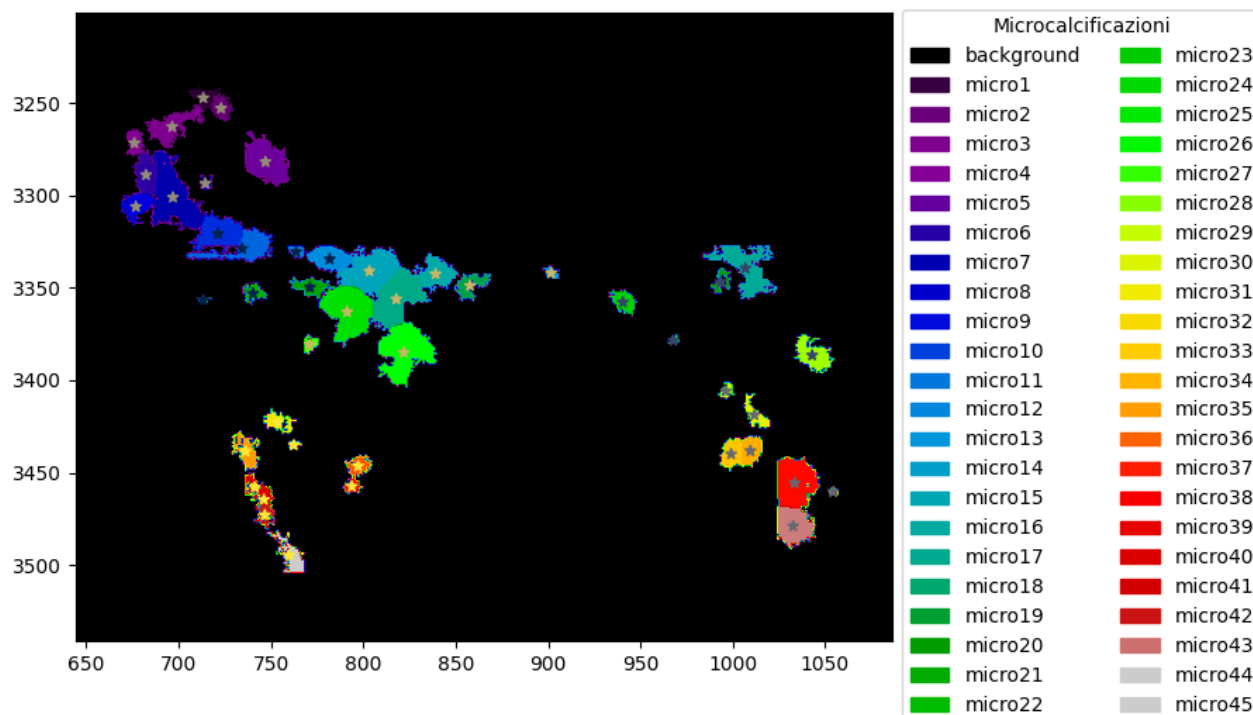 Microcalcificazioni
background
micro1
micro2
micro3
micro4
micro5
micro6
micro7
micro8
micro9
micro10
micro11
micro12
micro13
micro14
micro15
micro16
micro17
micro18
micro19
micro20
micro21
micro22
micro23
micro24
micro25
micro26
micro27
micro28
micro29
micro30
micro31
micro32
micro33
micro34
micro35
micro36
micro37
micro38
micro39
micro40
micro41
micro42
micro43
micro44
micro45
3250
3300
3350
3400
3450
3500
650 700 750 800 850 900 950 1000 1050